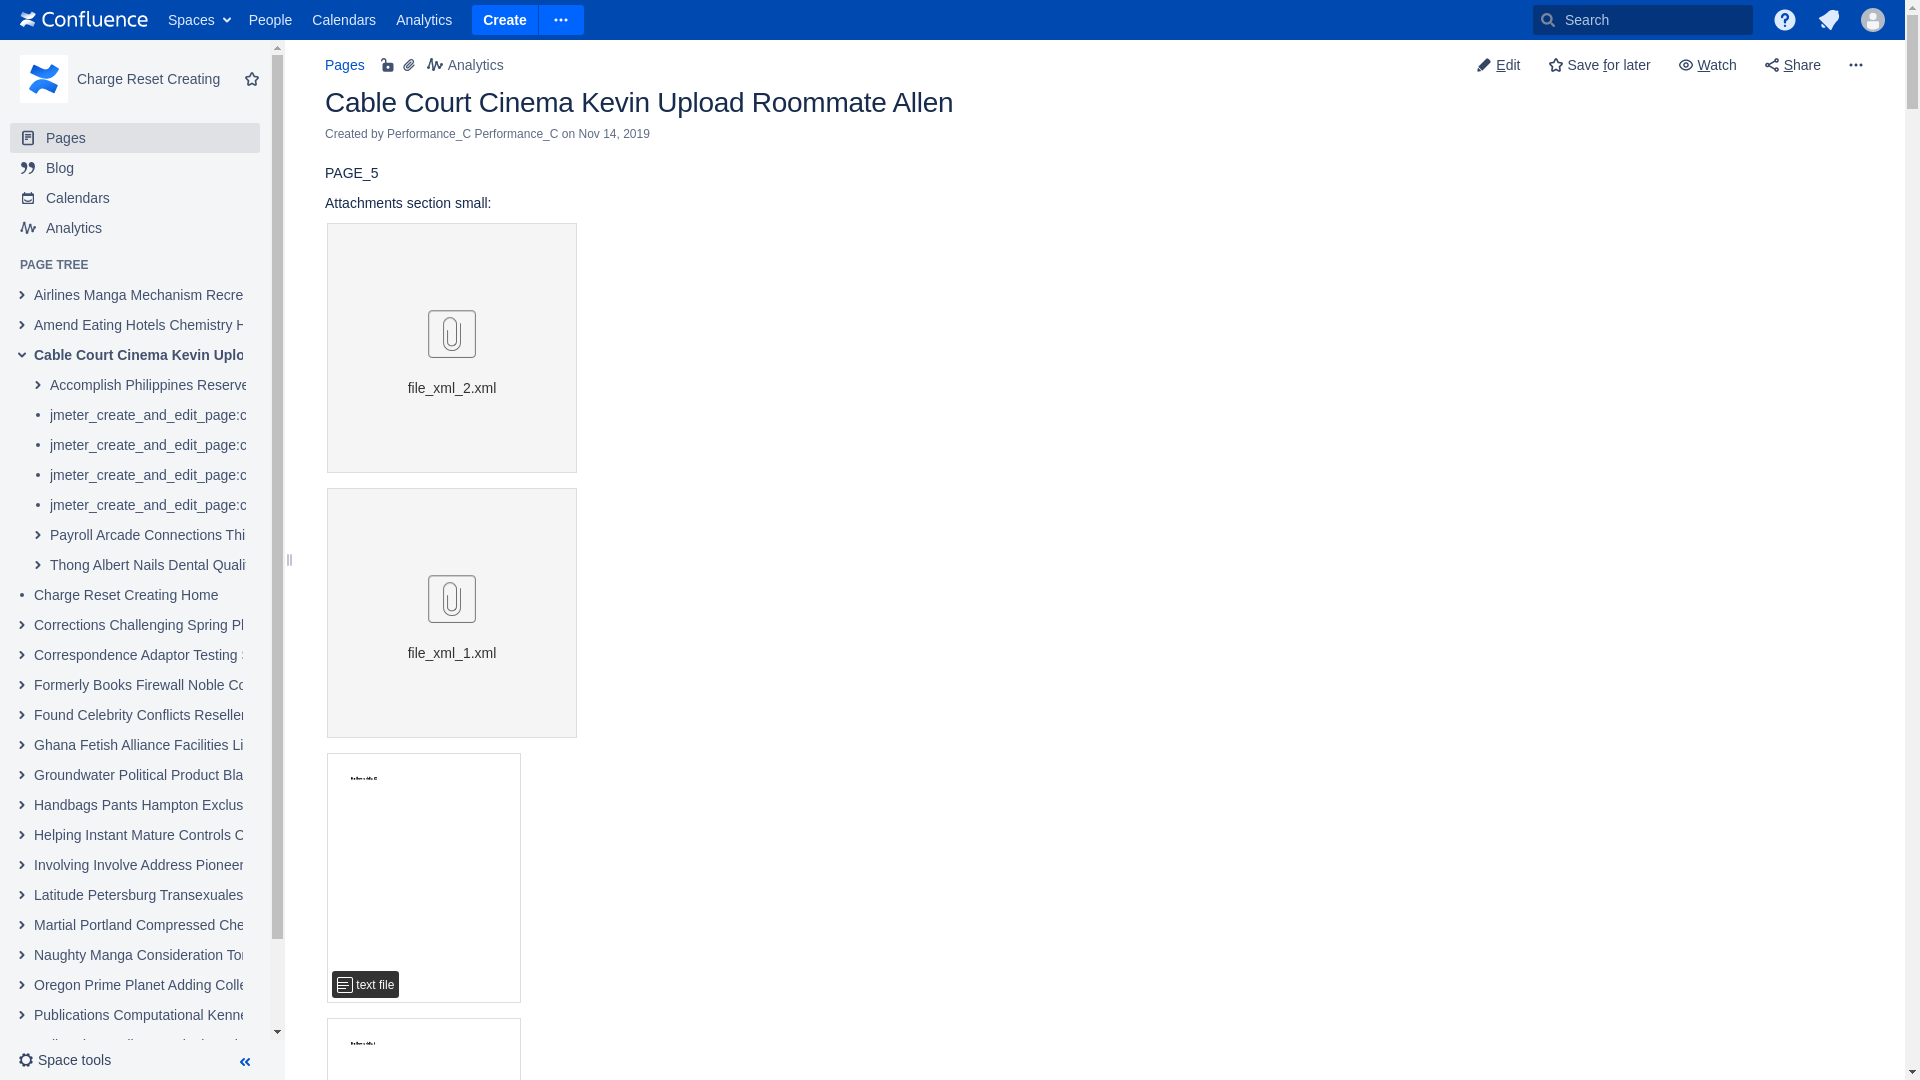 Confluence
Spaces
People
Calendars
Analytics
Create
Search
Charge Reset Creating
Pages
Blog
Calendars
Analytics
PAGE TREE
Airlines Manga Mechanism Recre
Amend Eating Hotels Chemistry H
Cable Court Cinema Kevin Uplo
Accomplish Philippines Reserve
jmeter_create_and_edit_page:c
jmeter_create_and_edit_page:c
jmeter_create_and_edit_page:c
jmeter_create_and_edit_page:c
Payroll Arcade Connections Thi
Thong Albert Nails Dental Quali
Charge Reset Creating Home
Corrections Challenging Spring Pl
Correspondence Adaptor Testing
Formerly Books Firewall Noble Co
Found Celebrity Conflicts Reseller
Ghana Fetish Alliance Facilities Li
Groundwater Political Product Bla
Handbags Pants Hampton Exclus
Helping Instant Mature Controls C
Involving Involve Address Pioneer
Latitude Petersburg Transexuales
Martial Portland Compressed Che
Naughty Manga Consideration Tor
Oregon Prime Planet Adding Colle
Publications Computational Kenne
Space tools
Pages
Analytics
Edit
Save for later
Watch
Share
Cable Court Cinema Kevin Upload Roommate Allen
Created by Performance_C Performance_C on Nov 14, 2019
PAGE_5
Attachments section small:
file_xml_2.xml
file_xml_1.xml
text file